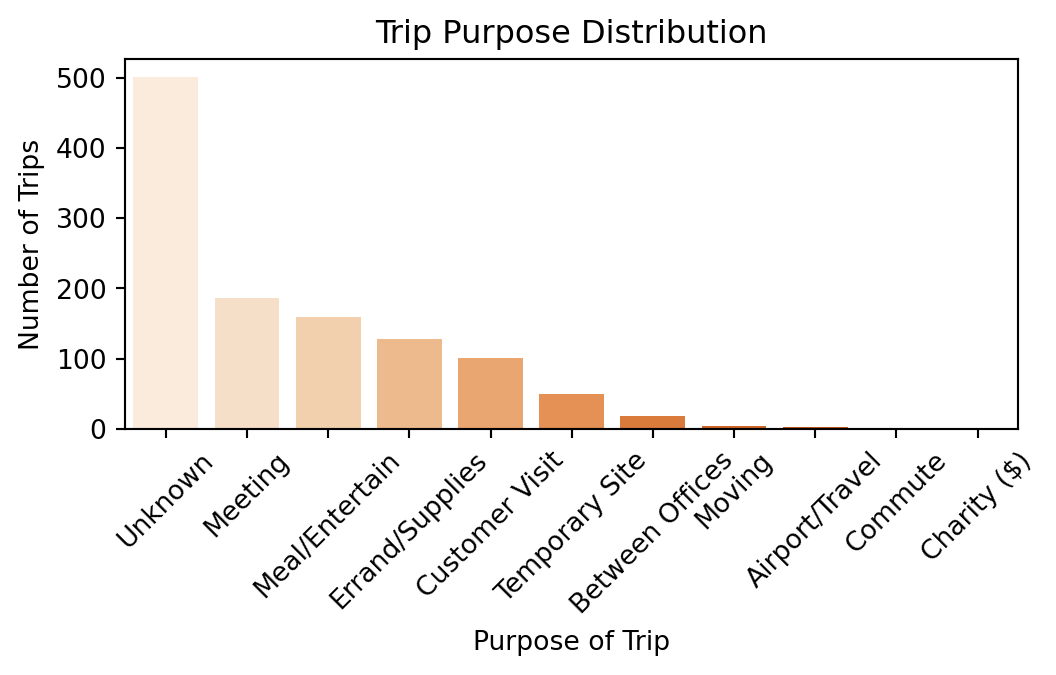 Trip Purpose Distribution
Number of Trips
500
400
300
200
100
0
Unknown
Meeting
Meal/Entertain
Errand/Supplies
Customer Visit
Temporary Site
Between Offices
Moving
Airport/Travel
Commute
Charity ($)
Purpose of Trip